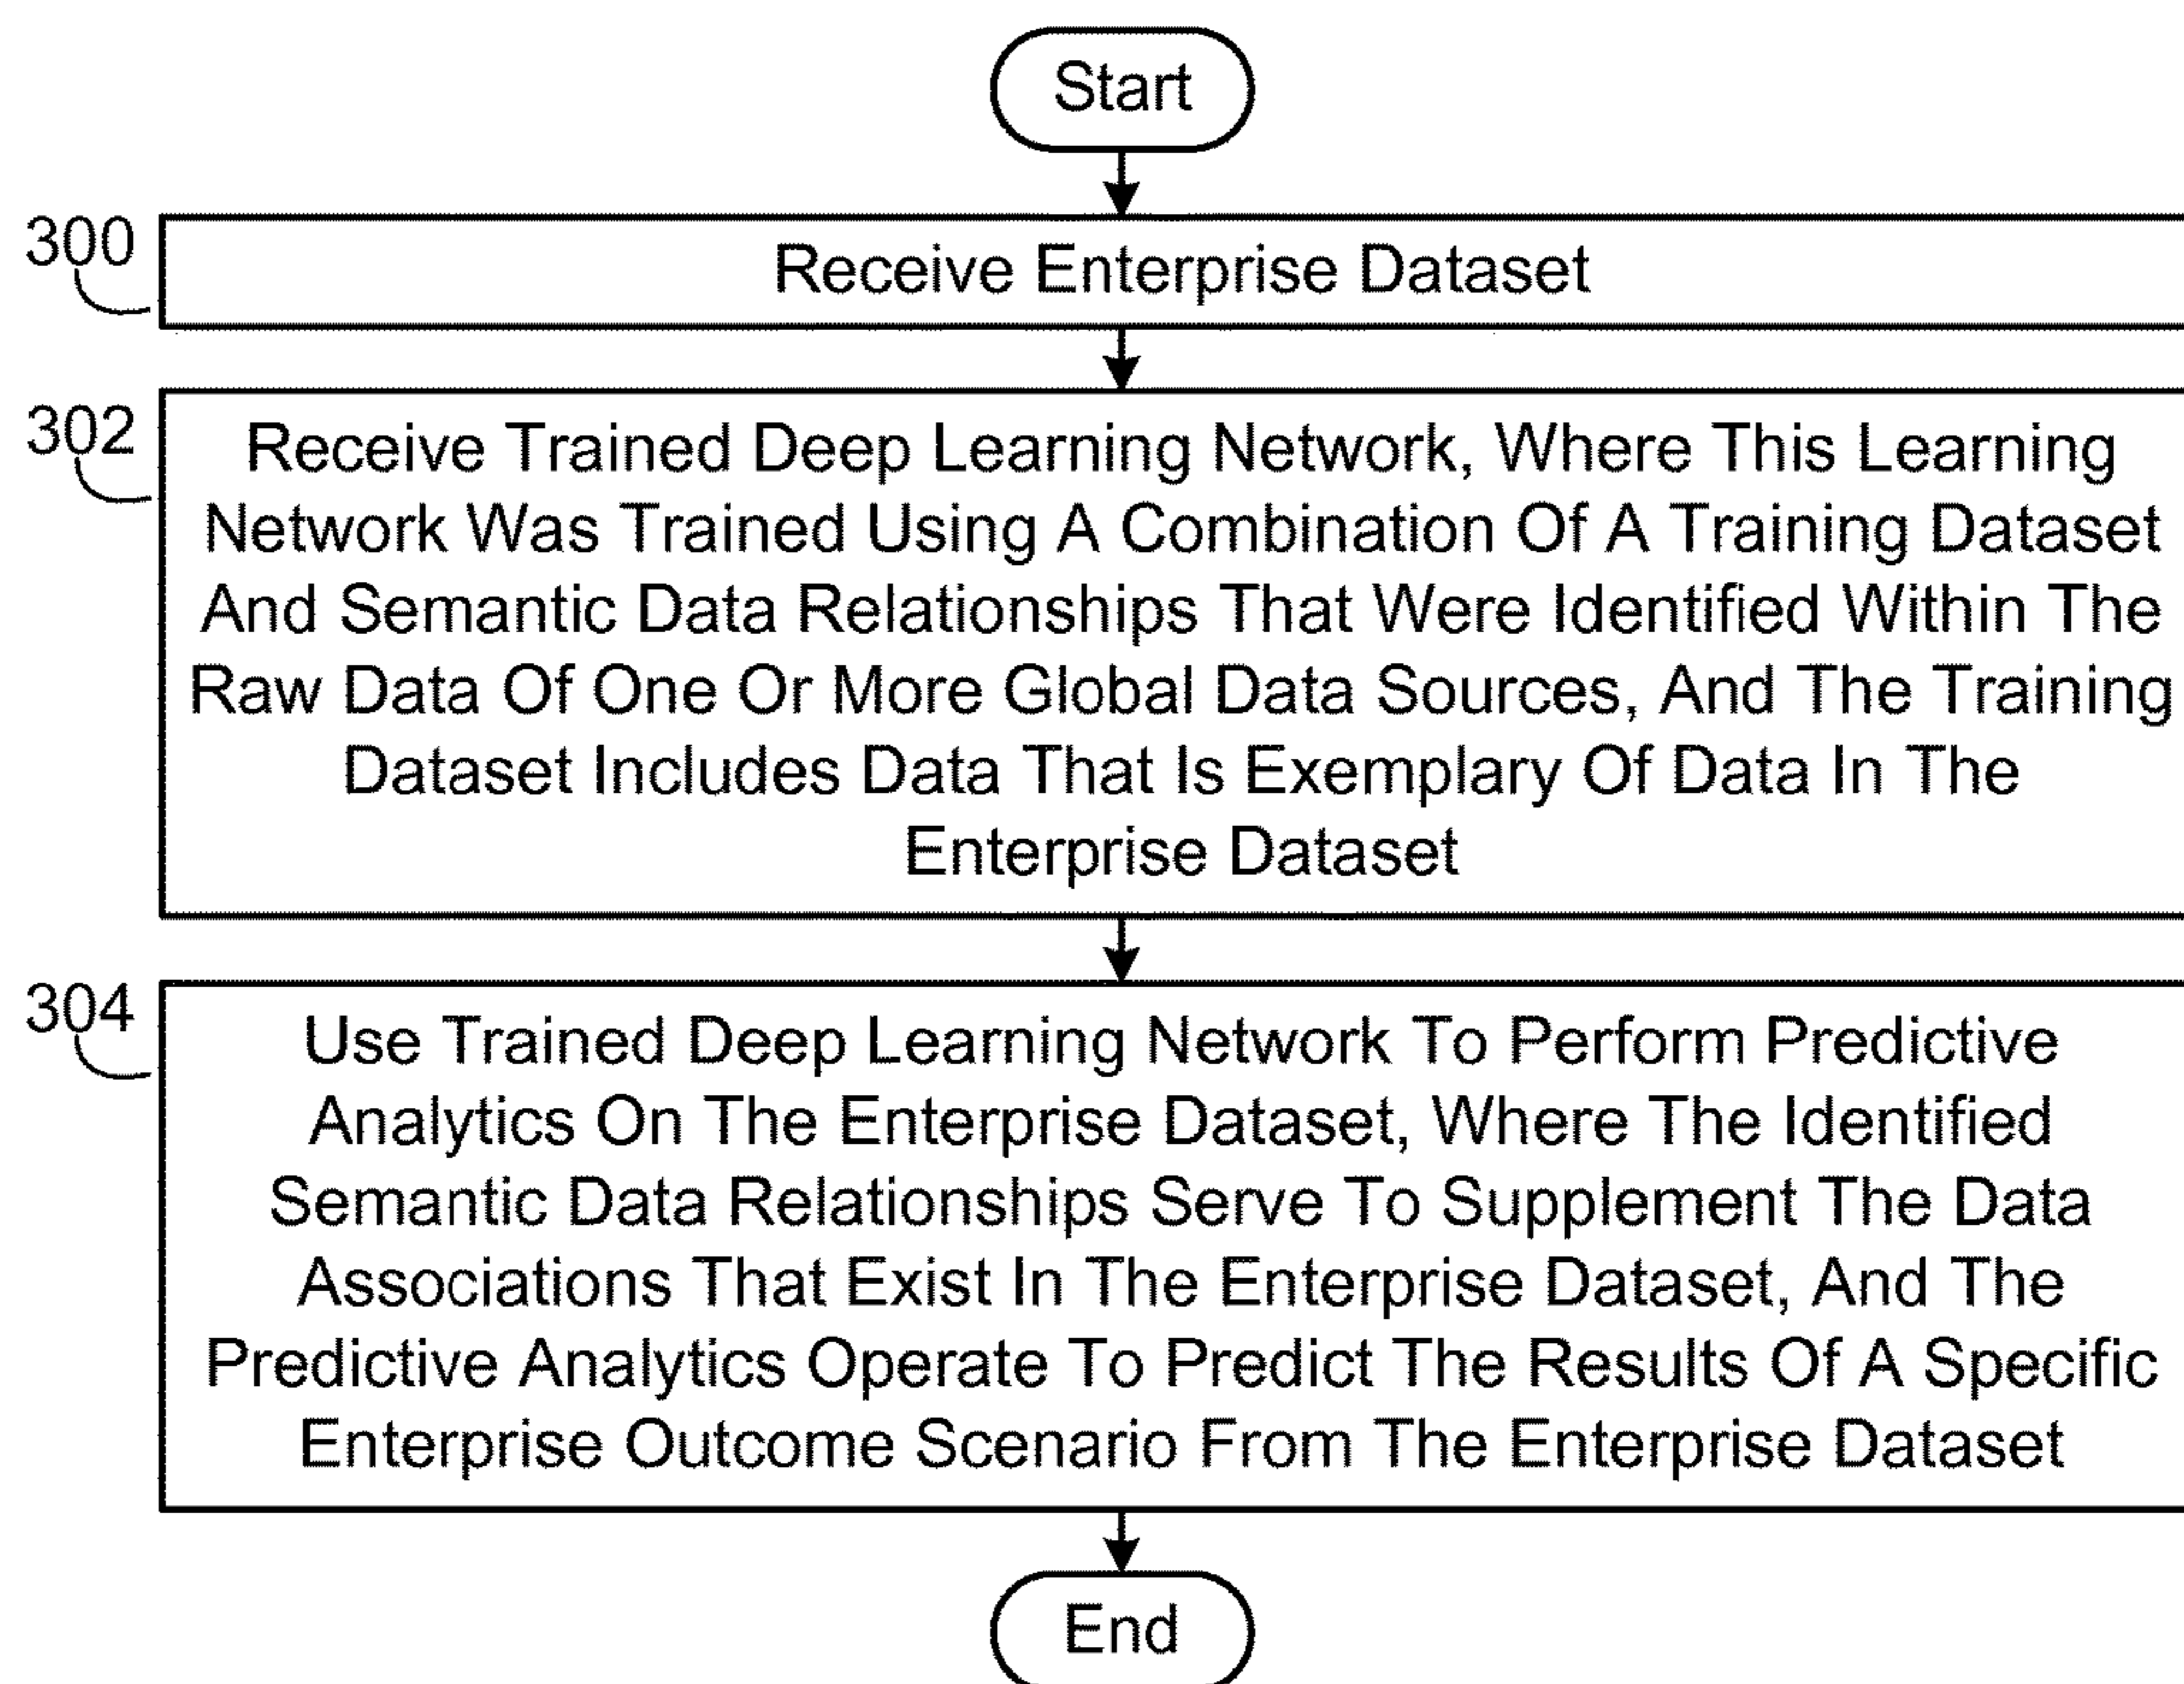 Start
300
Receive Enterprise Dataset
302
Receive Trained Deep Learning Network, Where This Learning
Network Was Trained Using A Combination Of A Training Dataset
And Semantic Data Relationships That Were Identified Within The
Raw Data Of One Or More Global Data Sources, And The Training
Dataset Includes Data That Is Exemplary Of Data In The
Enterprise Dataset
304
Use Trained Deep Learning Network To Perform Predictive
Analytics On The Enterprise Dataset, Where The Identified
Semantic Data Relationships Serve To Supplement The Data
Associations That Exist In The Enterprise Dataset, And The
Predictive Analytics Operate To Predict The Results Of A Specific
Enterprise Outcome Scenario From The Enterprise Dataset
End